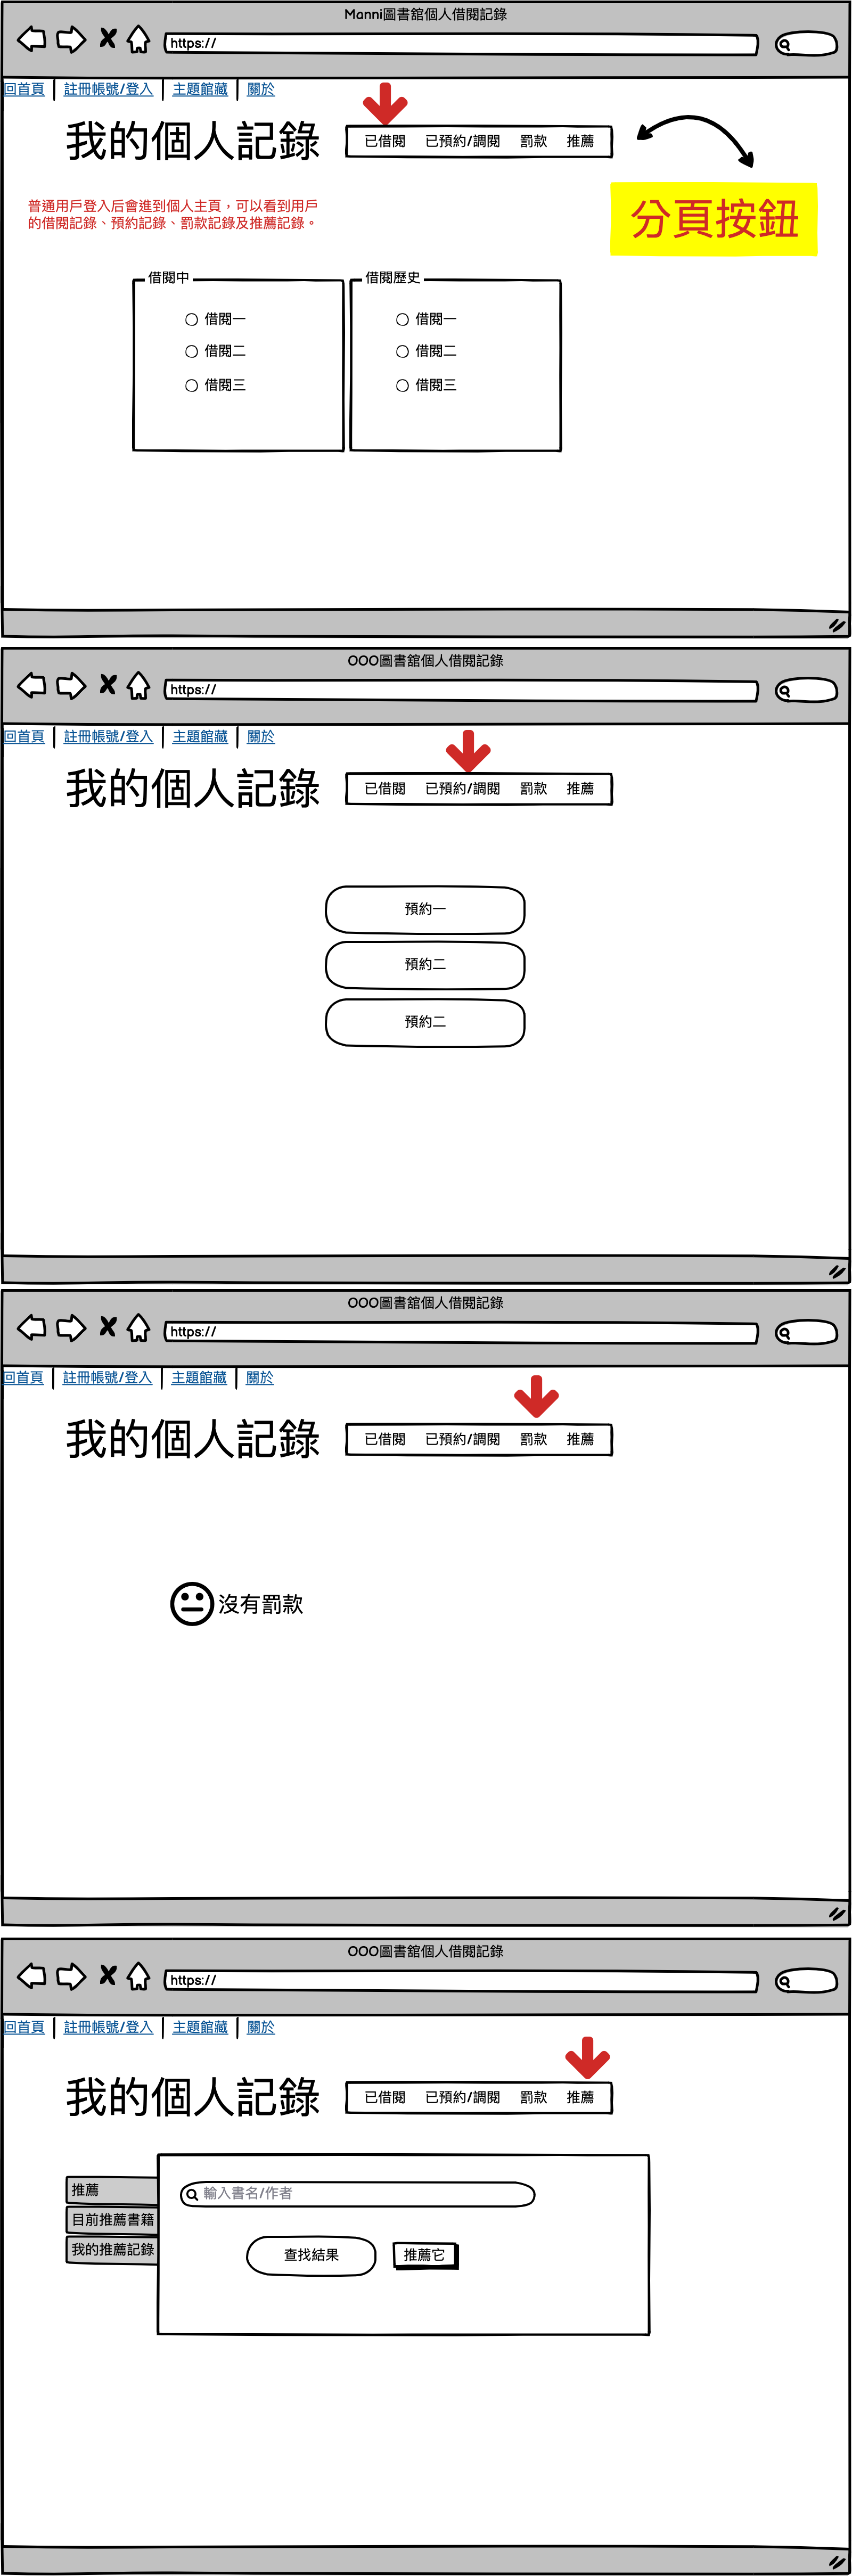 Manni圖書舘個人借閱記錄
https://
回首頁 註冊帳號/登入 主題館藏 關於
我的個人記錄
已借閱 已預約/調閱 罰款 推薦
普通用戶登入后會進到個人主頁，可以看到用戶
的借閱記錄、預約記錄、罰款記錄及推薦記錄。
分頁按鈕
借閱中
借閱一
借閱二
借閱三
借閱歷史
借閱一
借閱二
借閱三
OOO圖書舘個人借閱記錄
https://
回首頁 註冊帳號/登入 主題館藏 關於
我的個人記錄
已借閱 已預約/調閱 罰款 推薦
預約一
預約二
預約二
OOO圖書舘個人借閱記錄
https://
回首頁 註冊帳號/登入 主題館藏 關於
我的個人記錄
已借閱 已預約/調閱 罰款 推薦
沒有罰款
OOO圖書舘個人借閱記錄
https://
回首頁 註冊帳號/登入 主題館藏 關於
我的個人記錄
已借閱 已預約/調閱 罰款 推薦
推薦
目前推薦書籍
我的推薦記錄
輸入書名/作者
查找結果 推薦它